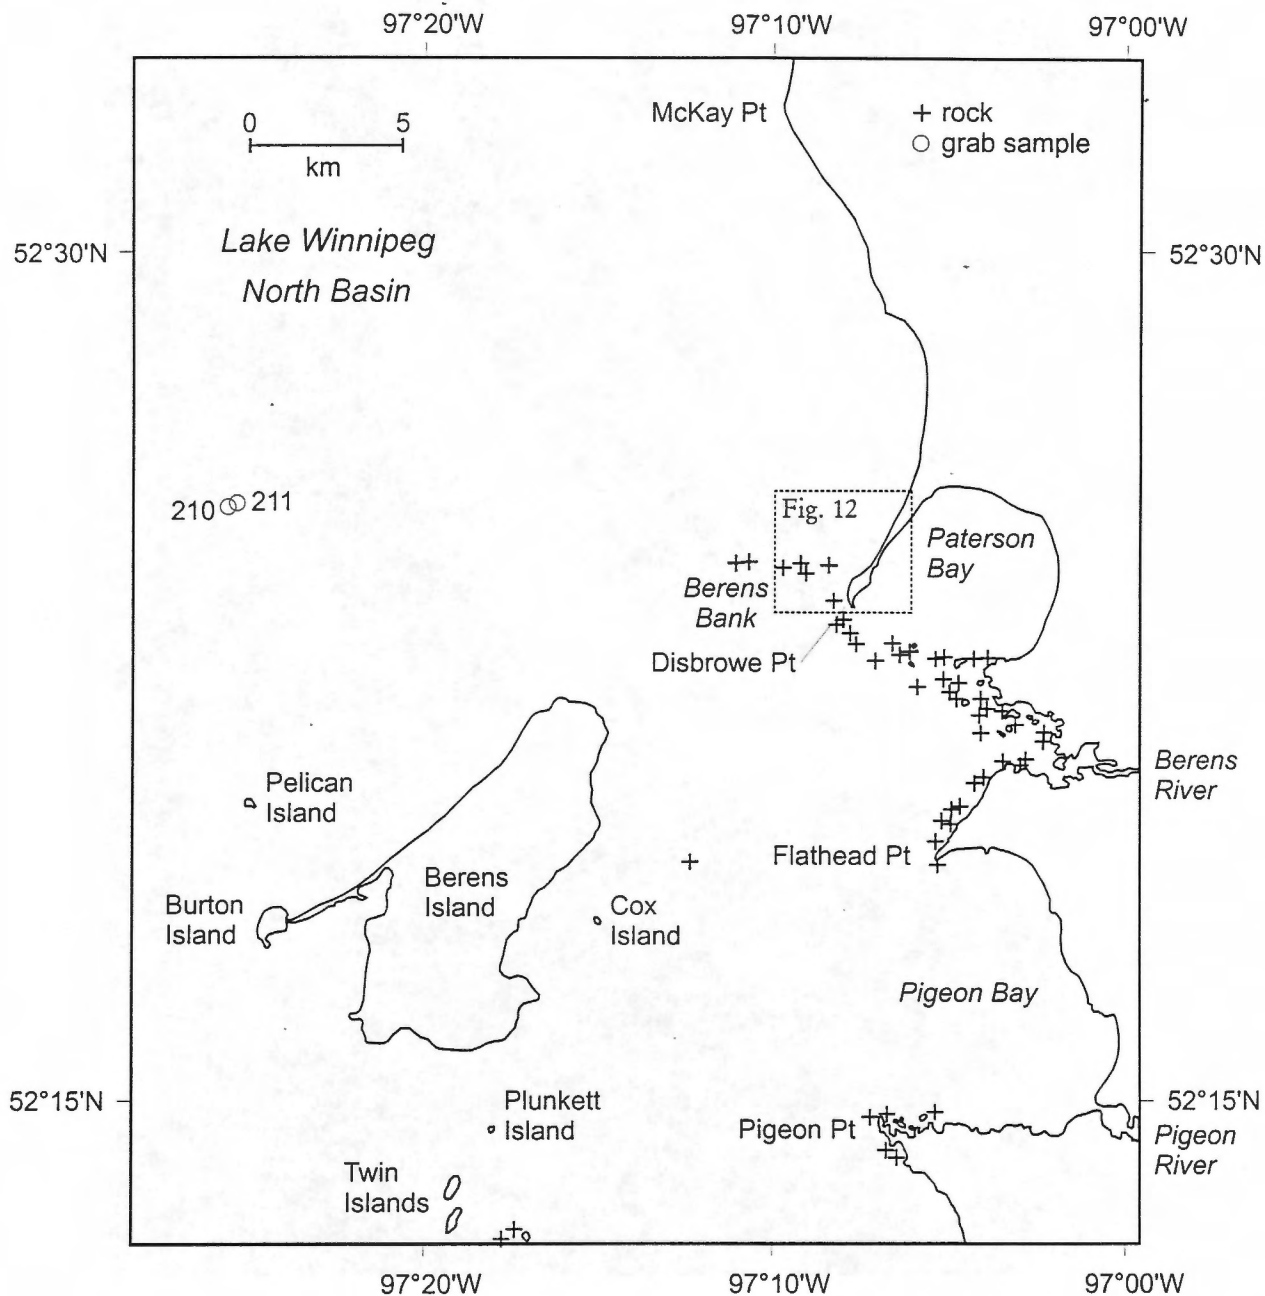 97°20'W
97°10'W
97°00'W
McKay Pt
+ rock
○ grab sample
0 5
km
Lake Winnipeg
North Basin
52°30'N
52°30'N
210
211
Fig. 12
Paterson
Bay
Berens
Bank
Disbrowe Pt
Berens
River
Pelican
Island
Flathead Pt
Burton
Island
Berens
Island
Cox
Island
Pigeon Bay
52°15'N
52°15'N
Plunkett
Island
Pigeon Pt
Pigeon
River
Twin
Islands
97°20'W
97°10'W
97°00'W